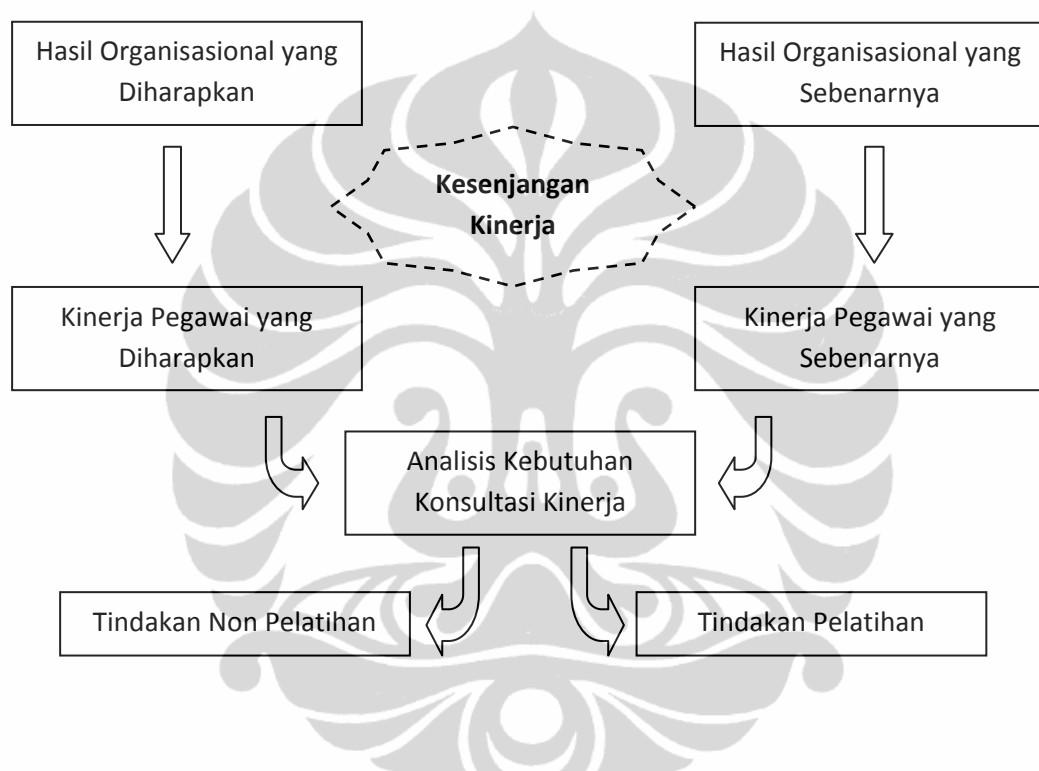 Hasil Organisasional yang
Diharapkan
Hasil Organisasional yang
Sebenarnya
Kesenjangan
Kinerja
Kinerja Pegawai yang
Diharapkan
Kinerja Pegawai yang
Sebenarnya
Analisis Kebutuhan
Konsultasi Kinerja
Tindakan Non Pelatihan
Tindakan Pelatihan